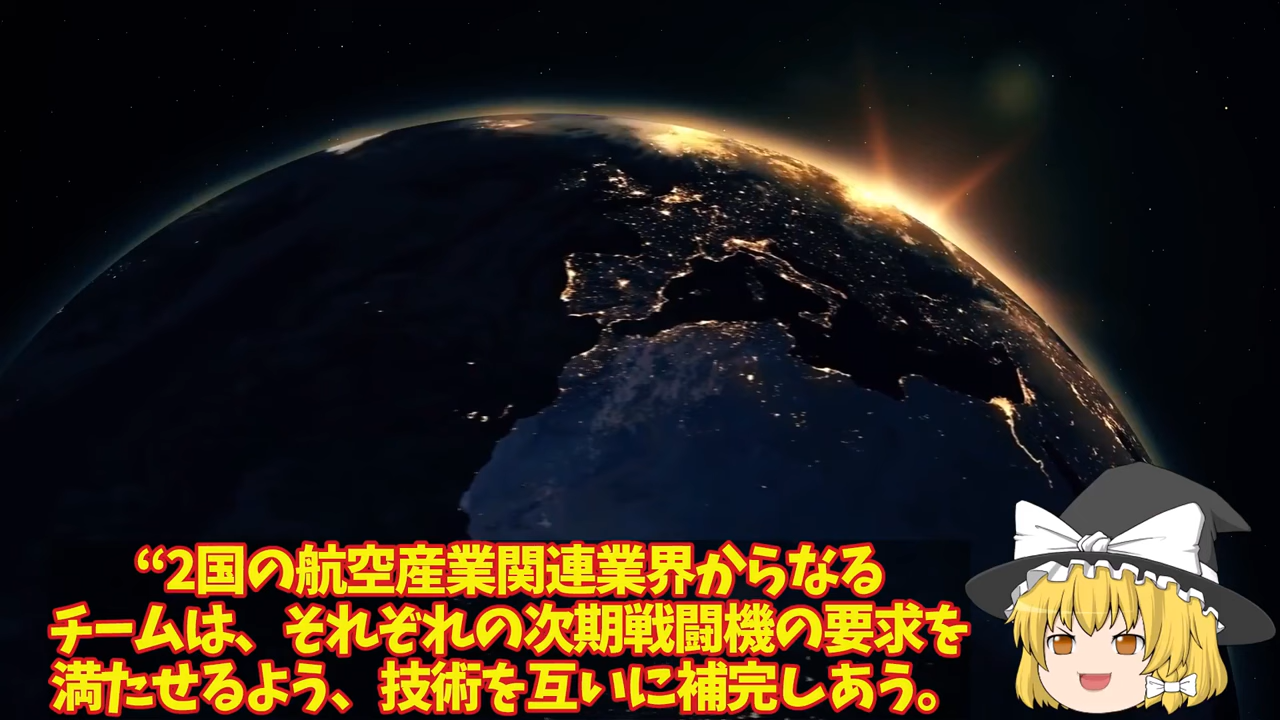 “2国の航空産業関連業界からなる
チームは、それぞれの次期戦闘機の要求を
満たせるよう、技術を互いに補完しあう。